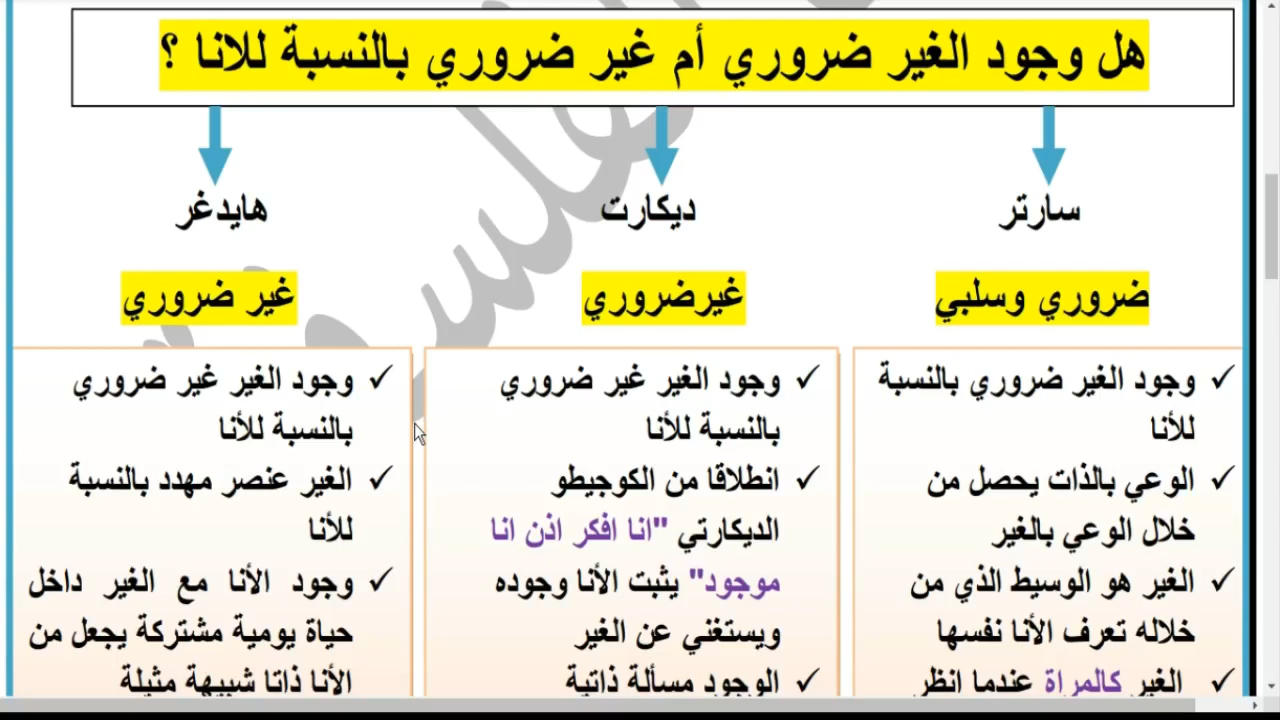 هل وجود الغير ضروري أم غير ضروري بالنسبة للانا ؟
سارتر
ضروري وسلبي
وجود الغير ضروري بالنسبة
للأنا
الوعي بالذات يحصل من
خلال الوعي بالغير
الغير هو الوسيط الذي من
خلاله تعرف الأنا نفسها
الغير كالمراة عندما انظر
ديكارت
غيرضروري
وجود الغير غير ضروري
بالنسبة للأنا
انطلاقا من الكوجيطو
الديكارتي "انا افكر اذن انا
موجود" يثبت الأنا وجوده
ويستغني عن الغير
الوجود مسألة ذاتية
هايدغر
غير ضروري
وجود الغير غير ضروري
بالنسبة للأنا
الغير عنصر مهدد بالنسبة
للأنا
وجود الأنا مع الغير داخل
حياة يومية مشتركة يجعل من
الأنا ذاتا شبيهة مثيلة